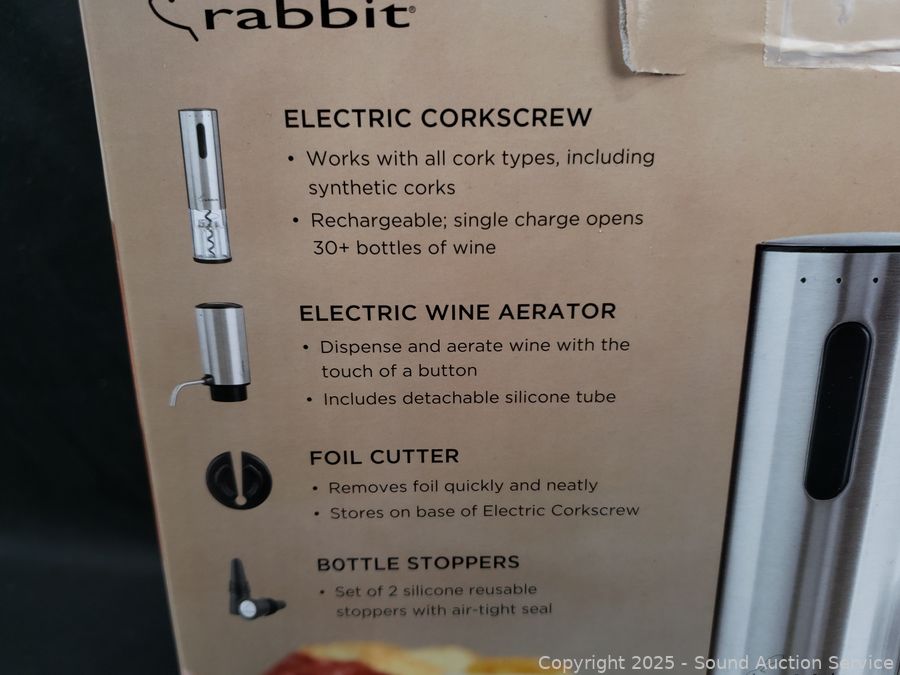 rabbit®
ELECTRIC CORKSCREW
• Works with all cork types, including
synthetic corks
• Rechargeable; single charge opens
30+ bottles of wine
ELECTRIC WINE AERATOR
• Dispense and aerate wine with the
touch of a button
• Includes detachable silicone tube
FOIL CUTTER
• Removes foil quickly and neatly
• Stores on base of Electric Corkscrew
BOTTLE STOPPERS
• Set of 2 silicone reusable
stoppers with air-tight seal
Copyright 2025 - Sound Auction Service